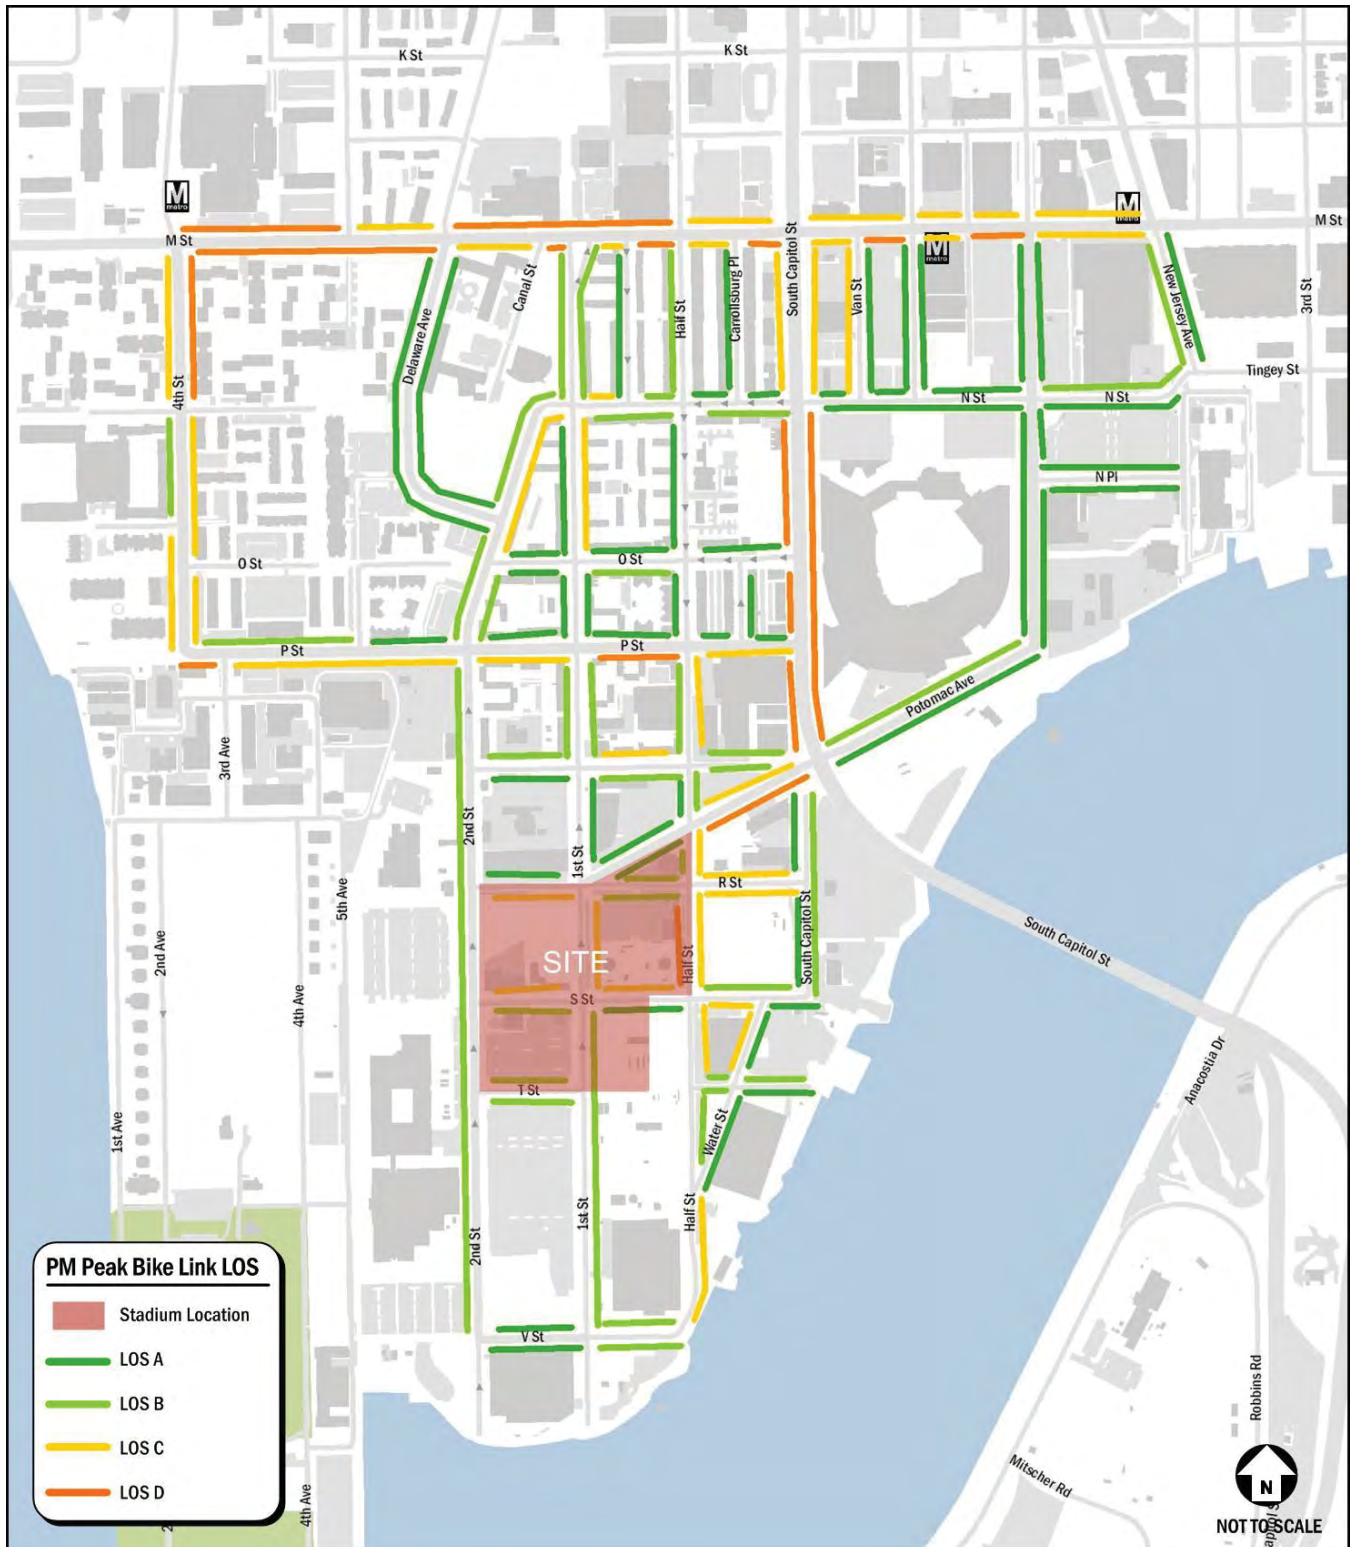 K St
K St
M
metro
M
metro
M St
M St
M
metro
Canal St
Half St
Carrollsburg Pl
South Capitol St
Van St
New Jersey Ave
3rd St
Delaware Ave
4th St
Tingey St
N St
N St
N Pl
O St
O St
P St
P St
Potomac Ave
3rd Ave
2nd St
1st St
R St
5th Ave
2nd Ave
4th Ave
SITE
Half St
South Capitol St
South Capitol St
S St
T St
1st Ave
Water St
Anacostia Dr
2nd St
1st St
Half St
V St
PM Peak Bike Link LOS
Stadium Location
LOS A
LOS B
LOS C
LOS D
4th Ave
Robbins Rd
Mitscher Rd
N
NOT TO SCALE